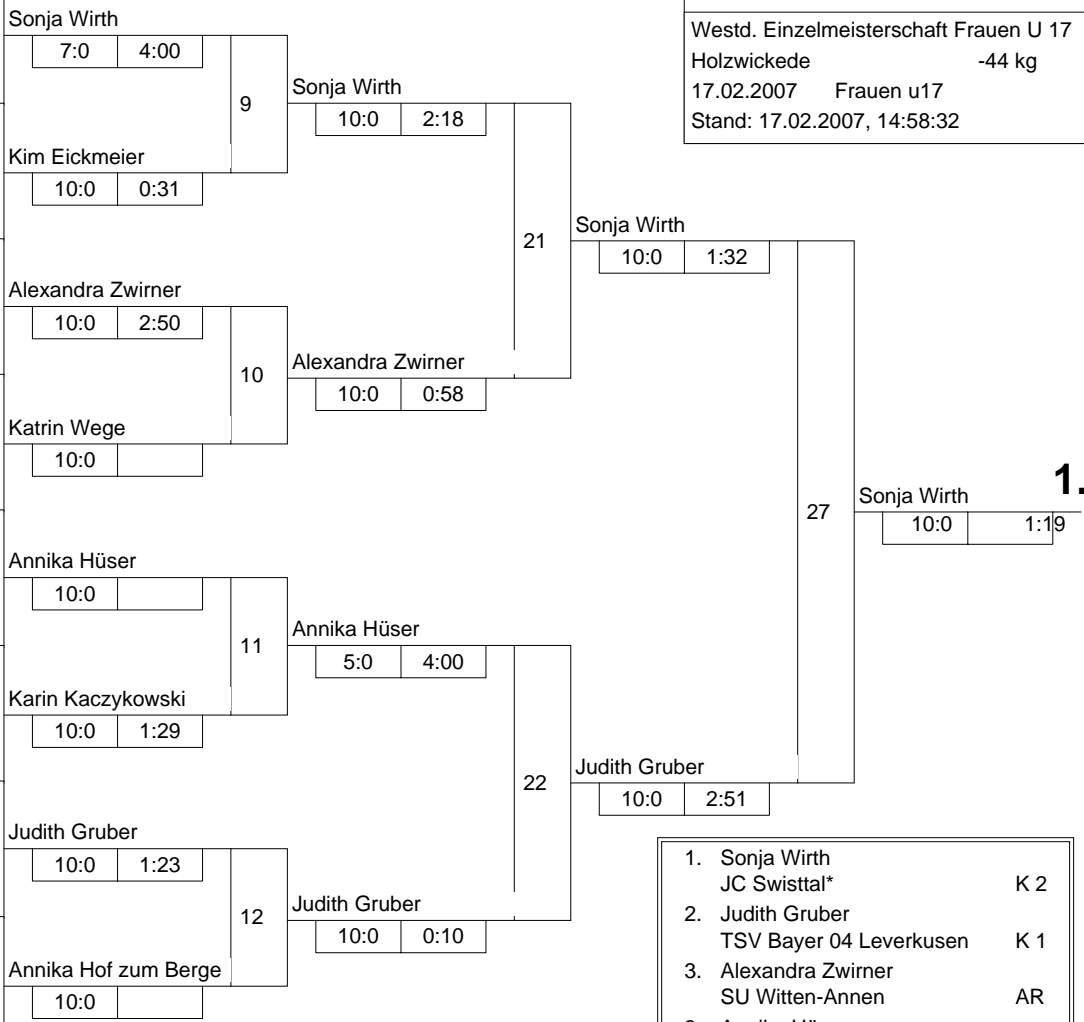 Westd. Einzelmeisterschaft Frauen U 17
Holzwickede -44 kg
17.02.2007 Frauen u17
Stand: 17.02.2007, 14:58:32
Sonja Wirth
7:0 4:00
9
Kim Eickmeier
10:0 0:31
Alexandra Zwirner
10:0 2:50
10
Katrin Wege
10:0
Annika Hüser
10:0
11
Karin Kaczykowski
10:0 1:29
Judith Gruber
10:0 1:23
12
Annika Hof zum Berge
10:0
Sonja Wirth
10:0 2:18
21
Alexandra Zwirner
10:0 0:58
Annika Hüser
5:0 4:00
22
Judith Gruber
10:0 0:10
Sonja Wirth
10:0 1:32
27
Judith Gruber
10:0 2:51
Sonja Wirth 1.
10:0 1:19
1. Sonja Wirth
JC Swisttal* K 2
2. Judith Gruber
TSV Bayer 04 Leverkusen K 1
3. Alexandra Zwirner
SU Witten-Annen AR